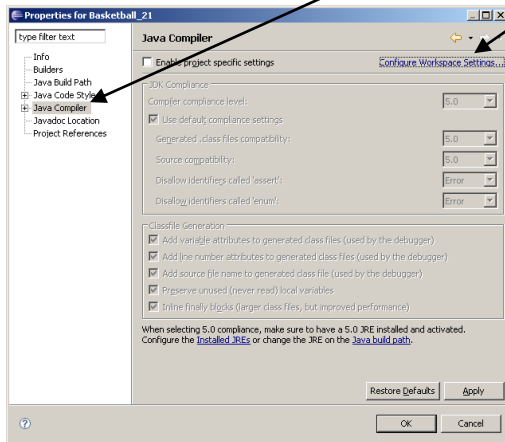 Properties for Basketball_21
type filter text
Info
Builders
Java Build Path
Java Code Style
Java Compiler
Javadoc Location
Project References
Java Compiler
Enable project specific settings
Configure Workspace Settings...
JDK Compliance
Compiler compliance level:
5.0
Use default compliance settings
Generated .class files compatibility:
5.0
Source compatibility:
5.0
Disallow identifiers called 'assert':
Error
Disallow identifiers called 'enum':
Error
Classfile Generation
Add variable attributes to generated class files (used by the debugger)
Add line number attributes to generated class files (used by the debugger)
Add source file name to generated class file (used by the debugger)
Preserve unused (never read) local variables
Inline finally blocks (larger class files, but improved performance)
When selecting 5.0 compliance, make sure to have a 5.0 JRE installed and activated.
Configure the Installed JREs or change the JRE on the Java build path.
Restore Defaults
Apply
?
OK
Cancel